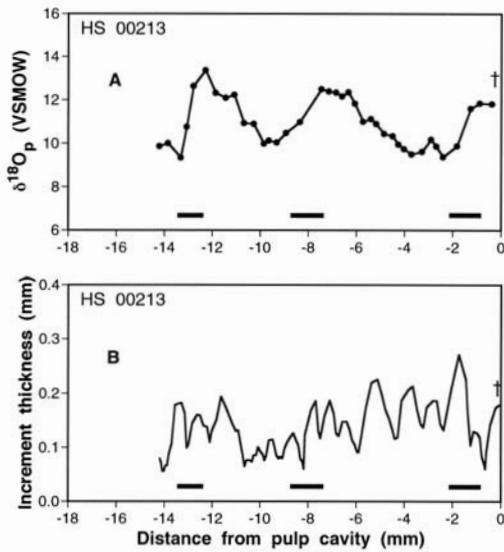 16
HS 00213
14
A
†
12
10
8
6
δ¹⁸Oₚ (VSMOW)
-18 -16 -14 -12 -10 -8 -6 -4 -2 0
0.4
HS 00213
0.3
B
†
0.2
0.1
0.0
Increment thickness (mm)
-18 -16 -14 -12 -10 -8 -6 -4 -2 0
Distance from pulp cavity (mm)